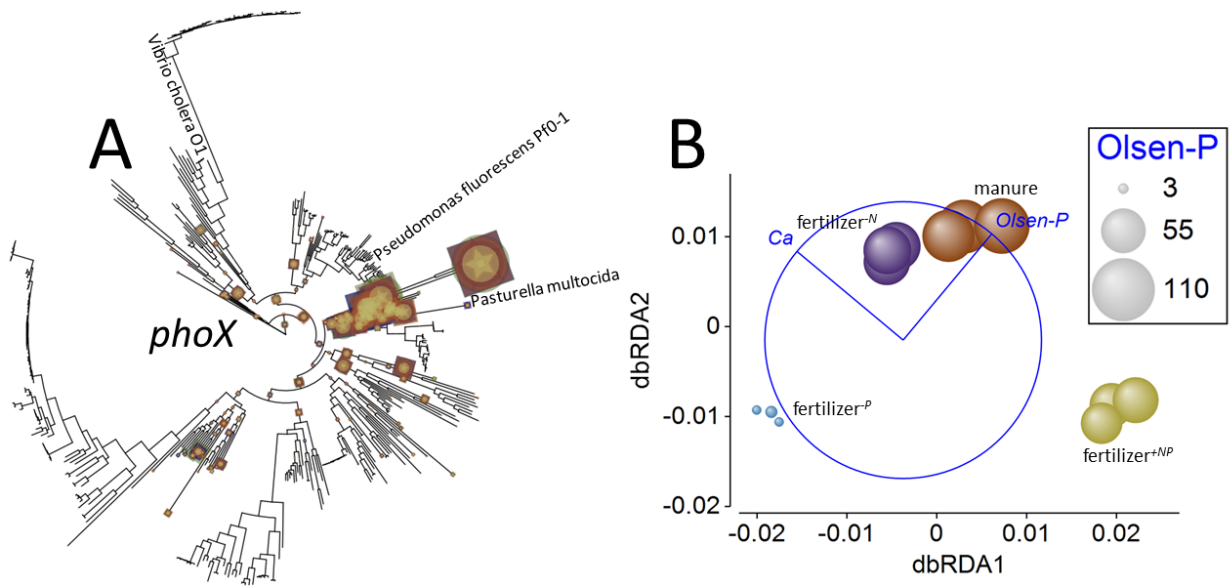 A
Vibrio cholera O1
Pseudomonas fluorescens Pf0-1
Pasturella multocida
phoX
B
Olsen-P
3
55
110
manure
fertilizer-N
Ca
Olsen-P
fertilizer-P
fertilizer+NP
0.01
0
-0.01
-0.02
dbRDA2
-0.02
-0.01
0
0.01
0.02
dbRDA1